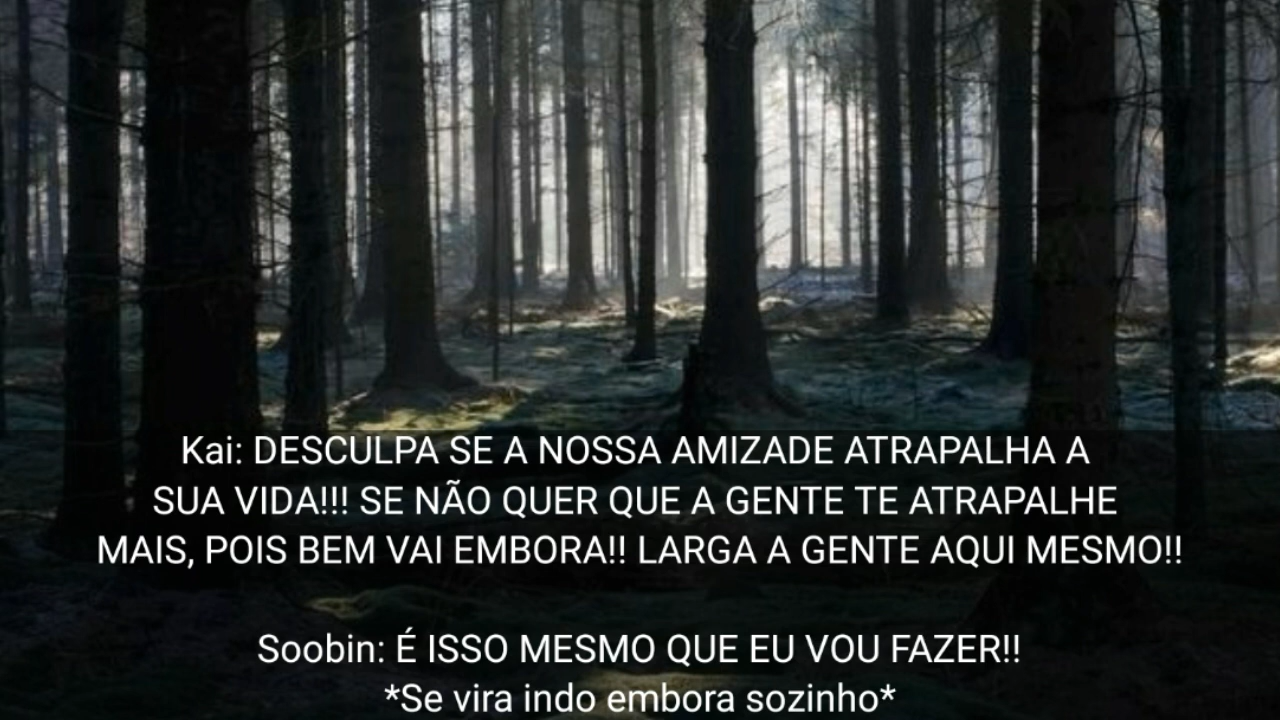 Kai: DESCULPA SE A NOSSA AMIZADE ATRAPALHA A
SUA VIDA!!! SE NÃO QUER QUE A GENTE TE ATRAPALHE
MAIS, POIS BEM VAI EMBORA!! LARGA A GENTE AQUI MESMO!!
Soobin: É ISSO MESMO QUE EU VOU FAZER!!
*Se vira indo embora sozinho*